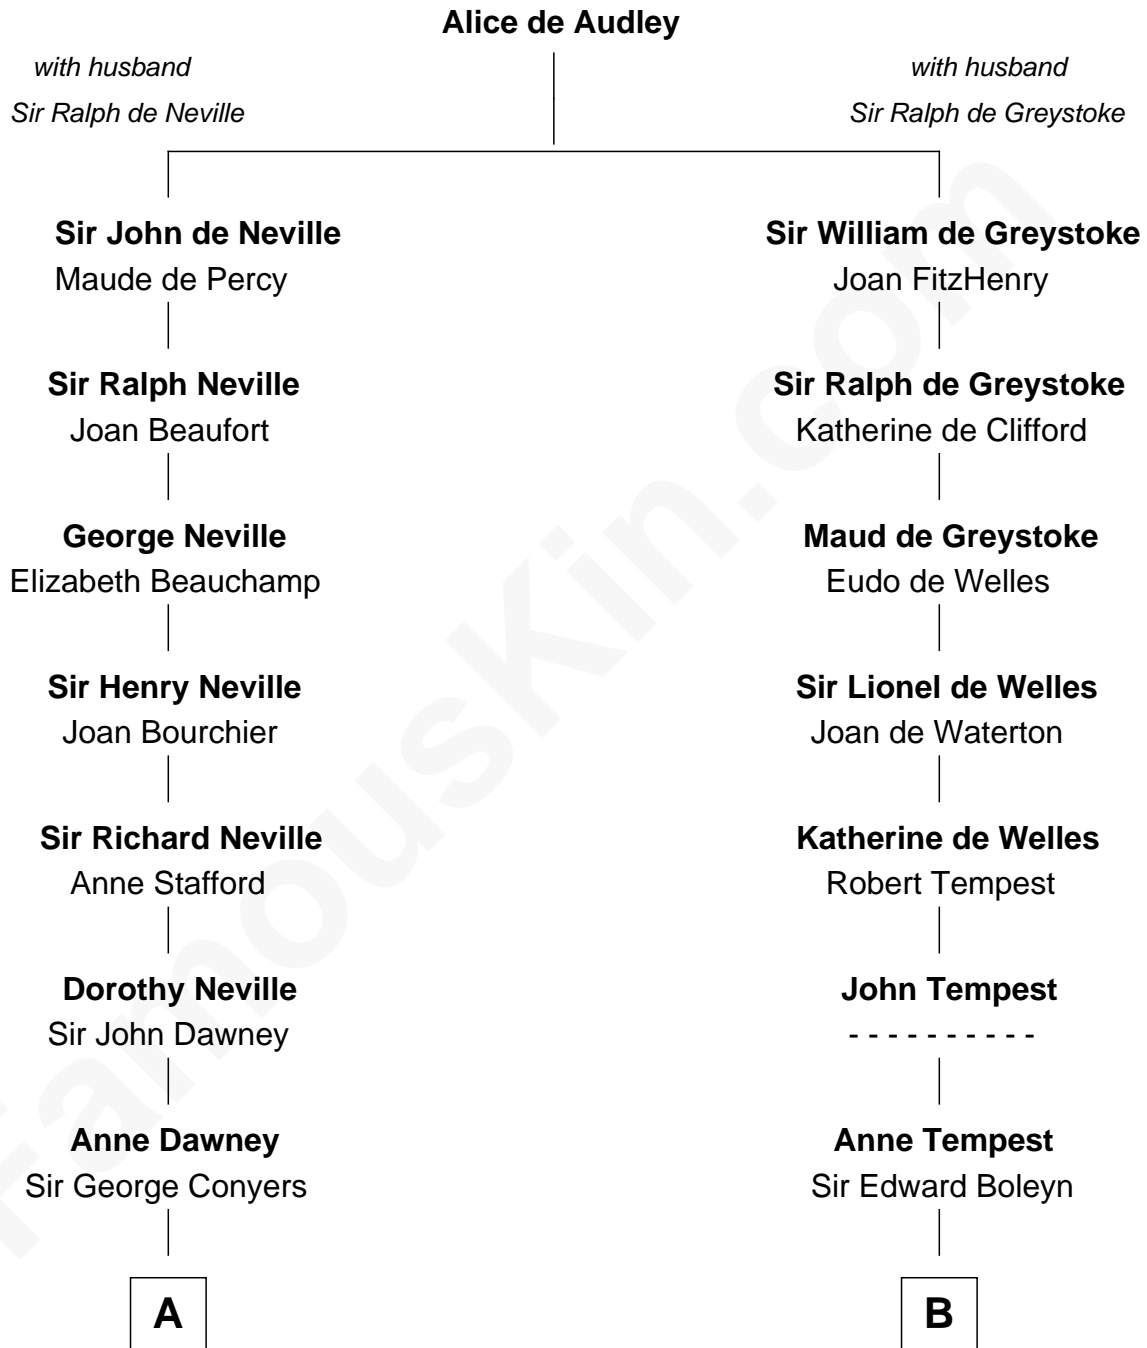 Alice de Audley
with husband
Sir Ralph de Neville
with husband
Sir Ralph de Greystoke
Sir John de Neville
Maude de Percy
Sir William de Greystoke
Joan FitzHenry
Sir Ralph Neville
Joan Beaufort
Sir Ralph de Greystoke
Katherine de Clifford
George Neville
Elizabeth Beauchamp
Maud de Greystoke
Eudo de Welles
Sir Henry Neville
Joan Bourchier
Sir Lionel de Welles
Joan de Waterton
Sir Richard Neville
Anne Stafford
Katherine de Welles
Robert Tempest
Dorothy Neville
Sir John Dawney
John Tempest
- - - - - - - - - -
Anne Dawney
Sir George Conyers
Anne Tempest
Sir Edward Boleyn
A
B
FamousKin.com